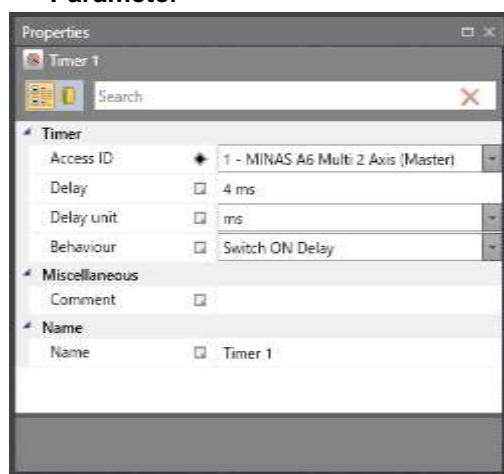 Parameter
Properties
Timer 1
Search
Timer
Access ID 1 - MINAS A6 Multi 2 Axis (Master)
Delay 4 ms
Delay unit ms
Behaviour Switch ON Delay
Miscellaneous
Comment
Name
Name Timer 1